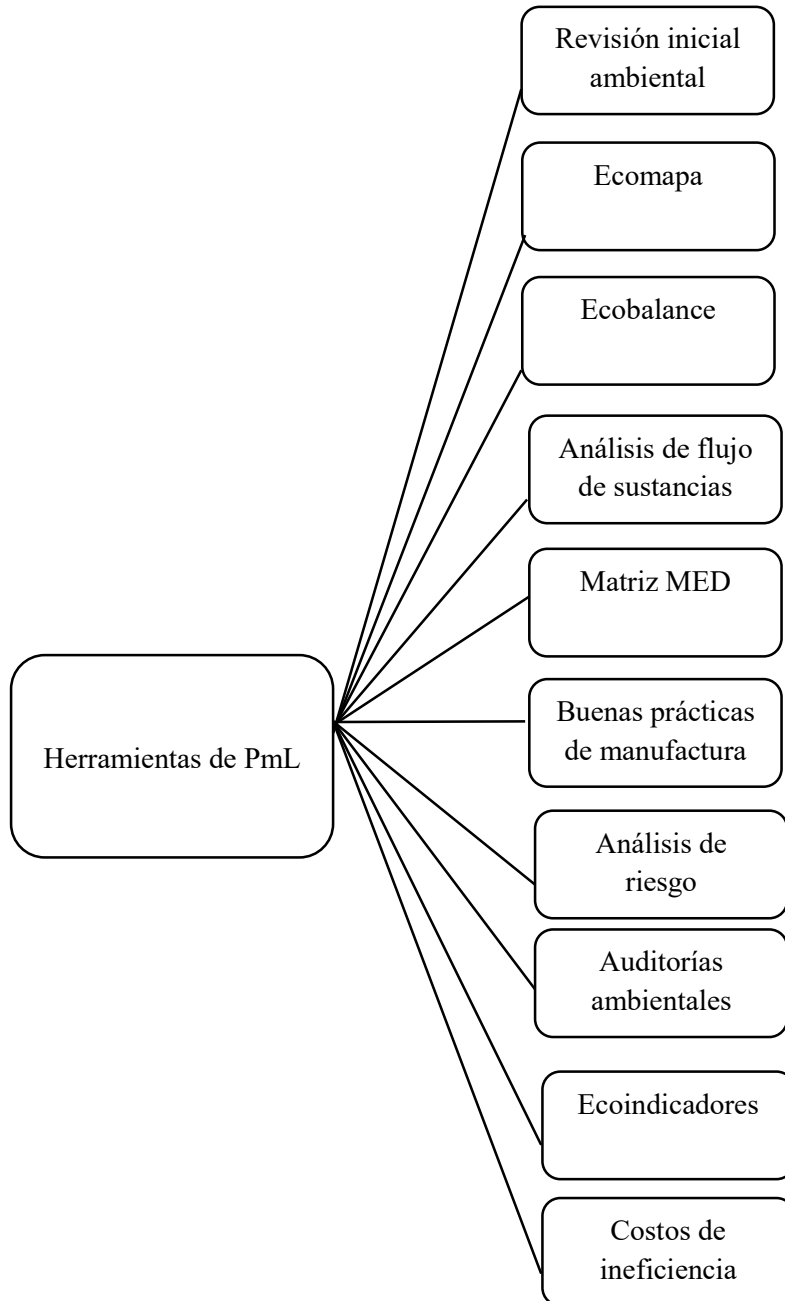 Revisión inicial
ambiental
Ecomapa
Ecobalance
Análisis de flujo
de sustancias
Matriz MED
Buenas prácticas
de manufactura
Herramientas de PmL
Análisis de
riesgo
Auditorías
ambientales
Ecoindicadores
Costos de
ineficiencia